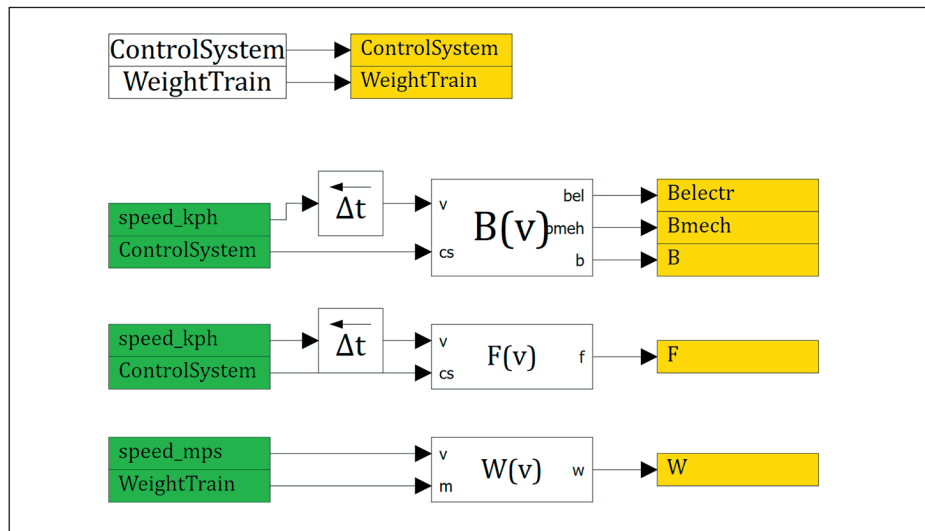 ControlSystem
ControlSystem
WeightTrain
WeightTrain
speed_kph
ControlSystem
Δt
v
cs
B(v)
bel
bmeh
b
Belectr
Bmech
B
speed_kph
ControlSystem
Δt
v
cs
F(v)
f
F
speed_mps
WeightTrain
v
m
W(v)
w
W